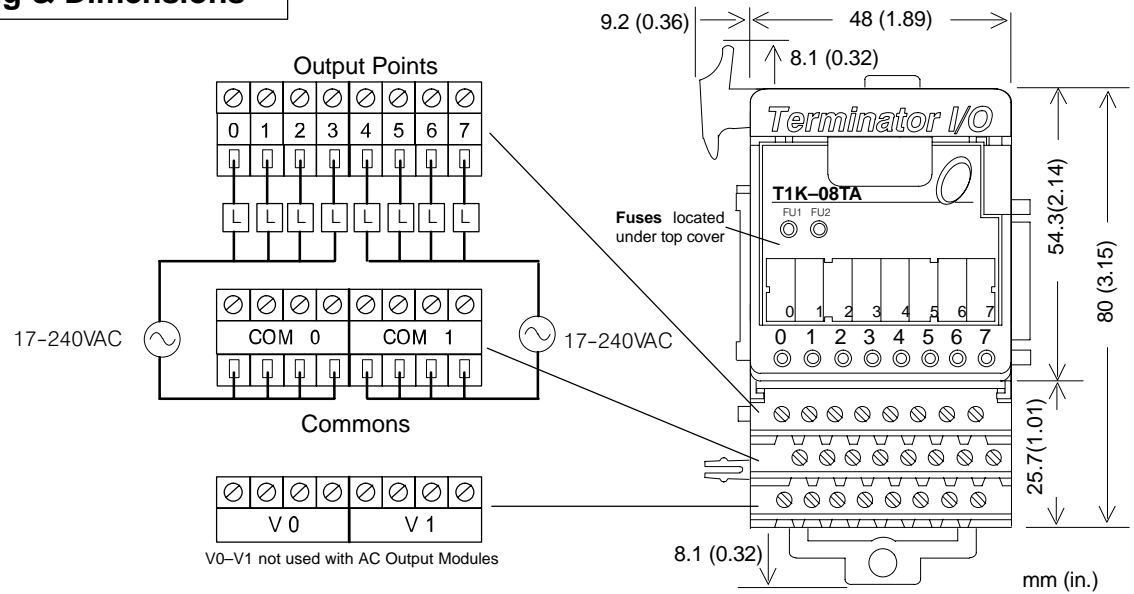 g & Dimensions
9.2 (0.36)
48 (1.89)
8.1 (0.32)
Output Points
0 1 2 3 4 5 6 7
L L L L L L L L
17-240VAC
COM 0 COM 1
17-240VAC
Commons
V 0 V 1
V0–V1 not used with AC Output Modules
Terminator I/O
T1K–08TA
FU1 FU2
Fuses located
under top cover
0 1 2 3 4 5 6 7
0 1 2 3 4 5 6 7
54.3(2.14)
80 (3.15)
25.7(1.01)
8.1 (0.32)
mm (in.)